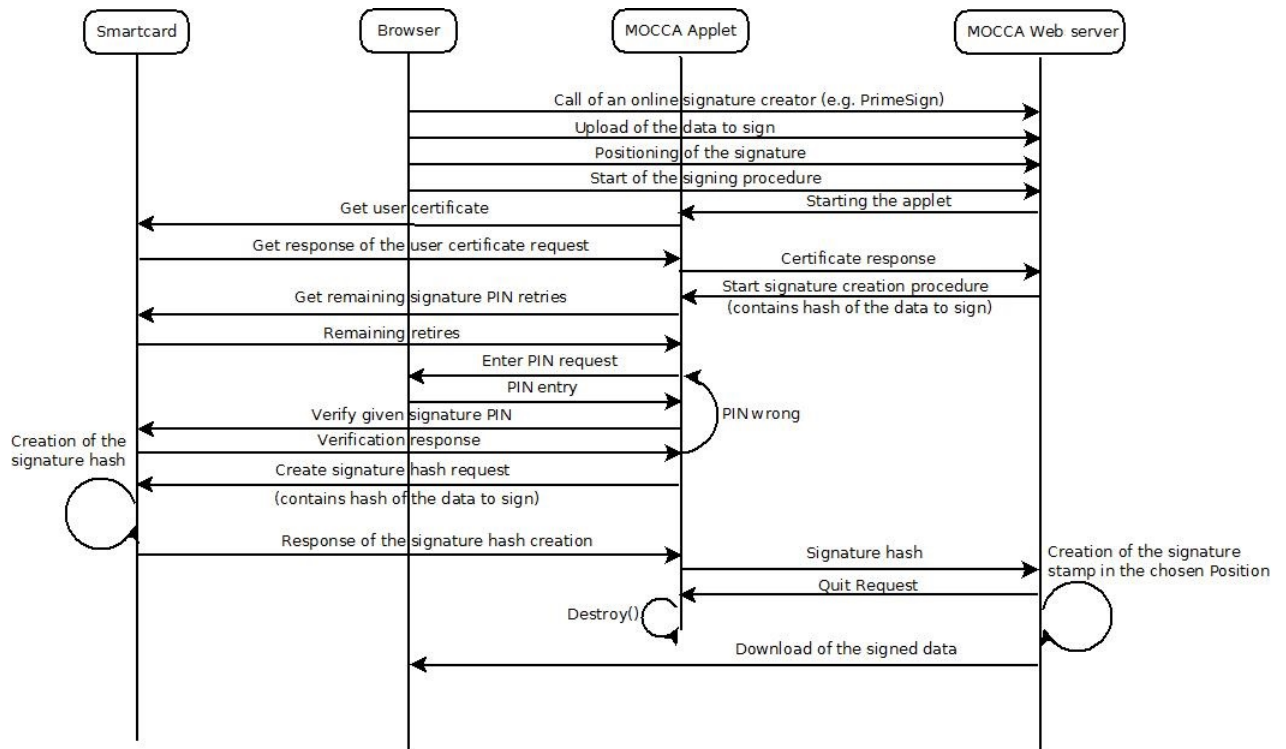 Smartcard
Browser
MOCCA Applet
MOCCA Web server
Call of an online signature creator (e.g. PrimeSign)
Upload of the data to sign
Positioning of the signature
Start of the signing procedure
Starting the applet
Get user certificate
Get response of the user certificate request
Certificate response
Start signature creation procedure
(contains hash of the data to sign)
Get remaining signature PIN retries
Remaining retires
Enter PIN request
PIN entry
PIN wrong
Verify given signature PIN
Verification response
Creation of the
signature hash
Create signature hash request
(contains hash of the data to sign)
Response of the signature hash creation
Signature hash
Creation of the signature
stamp in the chosen Position
Quit Request
Destroy()
Download of the signed data